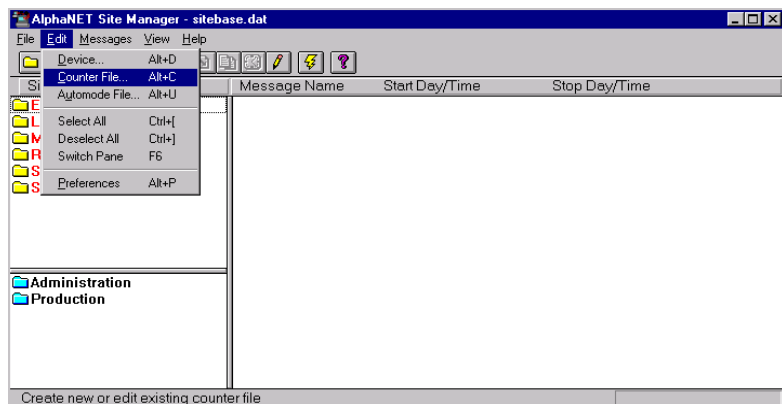 AlphaNET Site Manager - sitebase.dat
File Edit Messages View Help
Device... Alt+D
Counter File... Alt+C
Automode File... Alt+U
Select All Ctrl+[
Deselect All Ctrl+]
Switch Pane F6
Preferences Alt+P
Message Name Start Day/Time Stop Day/Time
Administration
Production
Create new or edit existing counter file